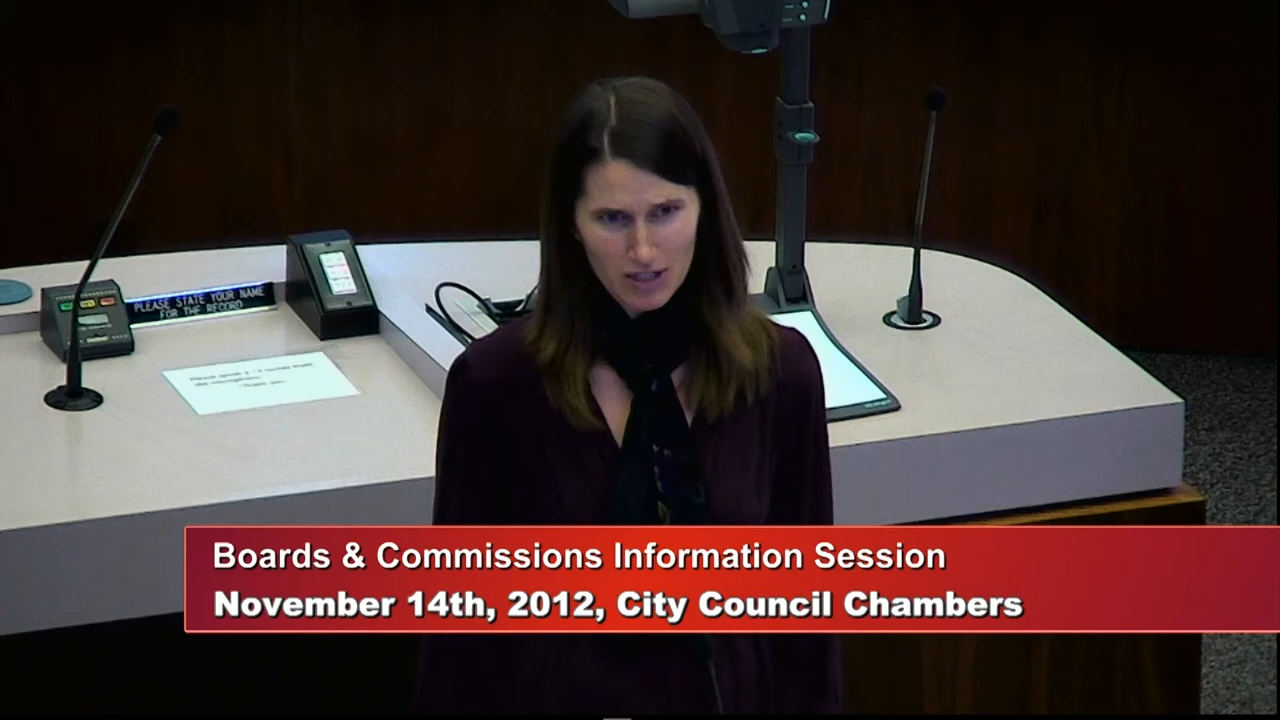 PLEASE STATE YOUR NAME
FOR THE RECORD
Boards & Commissions Information Session
November 14th, 2012, City Council Chambers